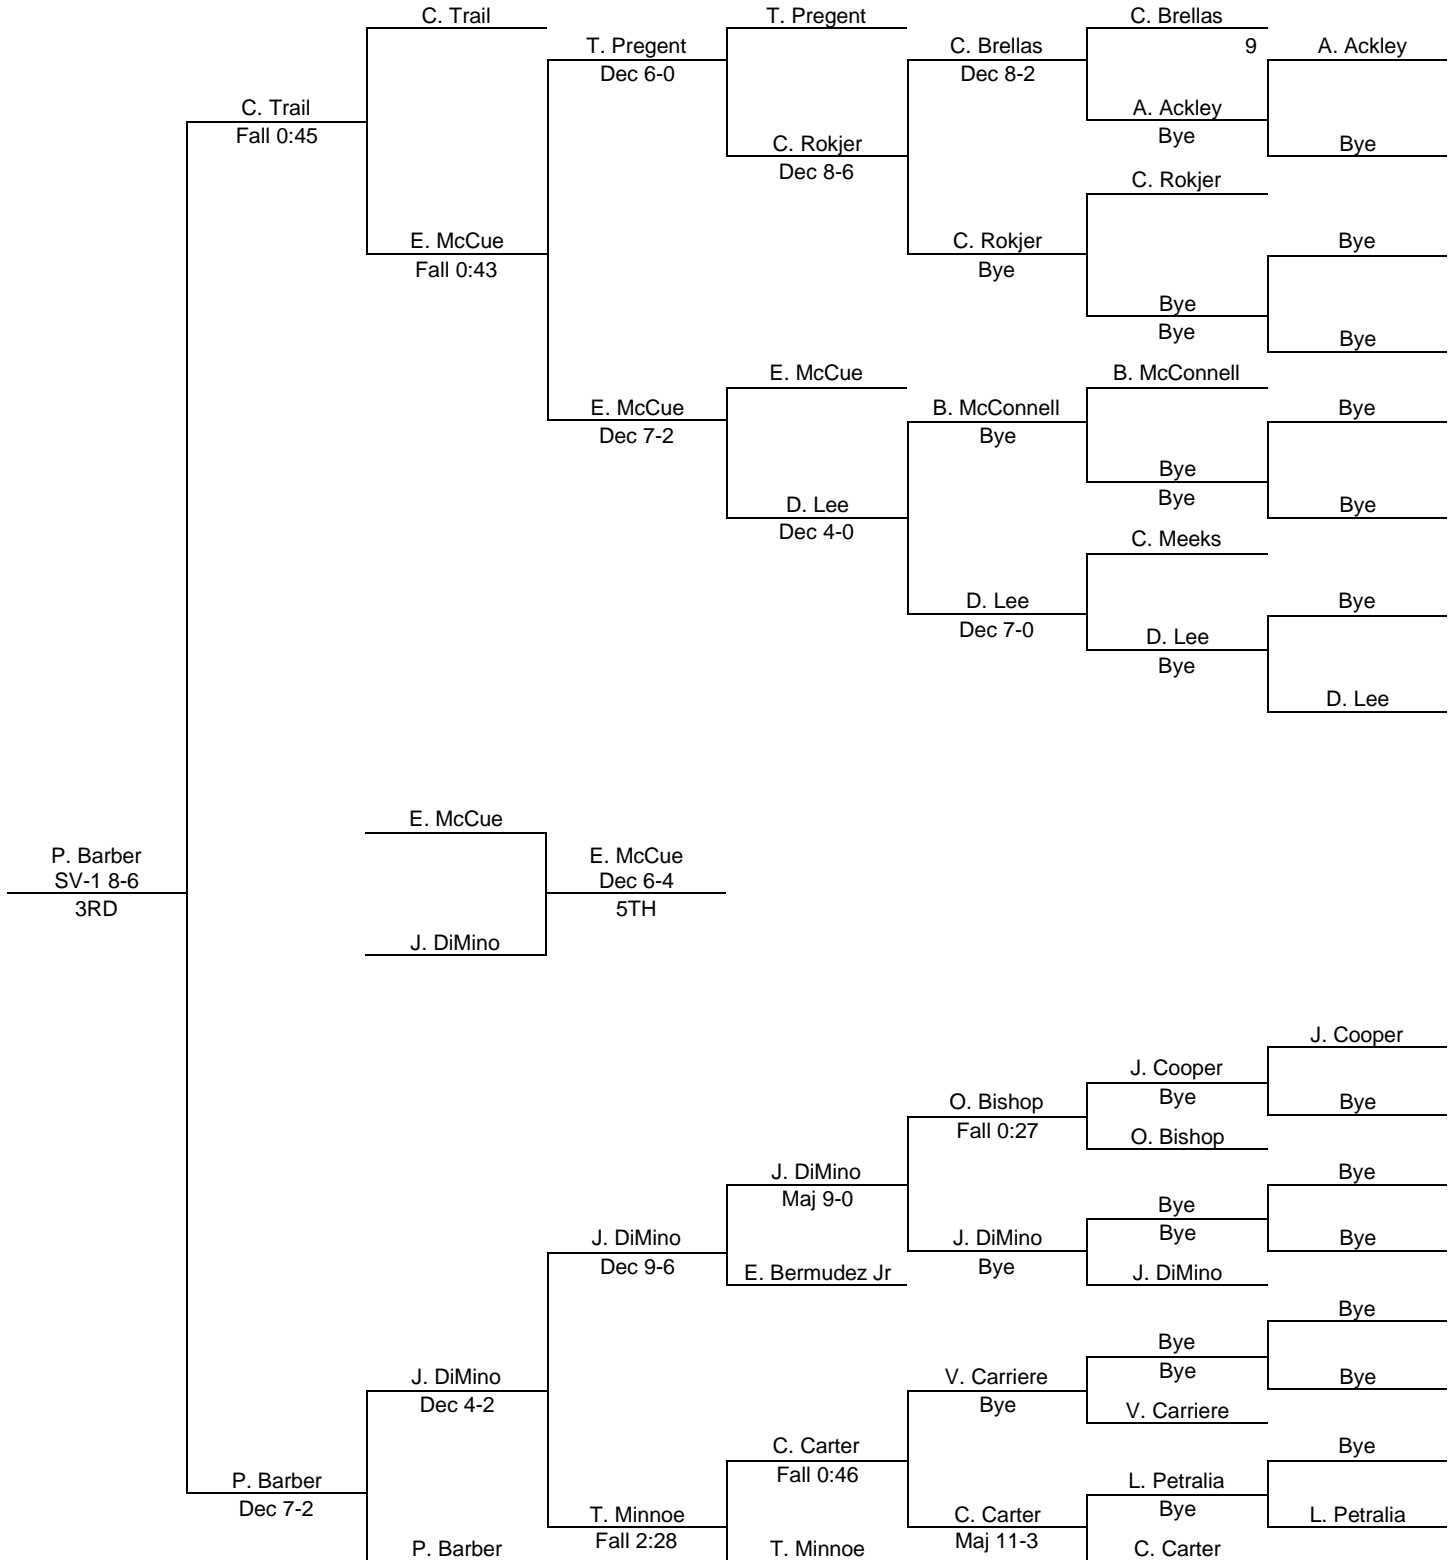 C. Trail
T. Pregent
C. Brellas
T. Pregent
C. Brellas
9
A. Ackley
Dec 6-0
Dec 8-2
C. Trail
A. Ackley
Fall 0:45
C. Rokjer
Bye
Bye
Dec 8-6
C. Rokjer
E. McCue
C. Rokjer
Bye
Fall 0:43
Bye
Bye
Bye
Bye
E. McCue
B. McConnell
E. McCue
B. McConnell
Bye
Dec 7-2
Bye
Bye
D. Lee
Bye
Bye
Dec 4-0
C. Meeks
D. Lee
Bye
Dec 7-0
D. Lee
Bye
D. Lee
E. McCue
P. Barber
E. McCue
SV-1 8-6
Dec 6-4
3RD
5TH
J. DiMino
J. Cooper
J. Cooper
O. Bishop
Bye
Bye
Fall 0:27
O. Bishop
J. DiMino
Bye
Maj 9-0
Bye
J. DiMino
J. DiMino
Bye
Bye
Dec 9-6
E. Bermudez Jr
Bye
J. DiMino
Bye
Bye
J. DiMino
V. Carriere
Bye
Bye
Dec 4-2
Bye
V. Carriere
C. Carter
Bye
P. Barber
Fall 0:46
L. Petralia
Dec 7-2
T. Minnoe
C. Carter
Bye
L. Petralia
Fall 2:28
Maj 11-3
P. Barber
T. Minnoe
C. Carter